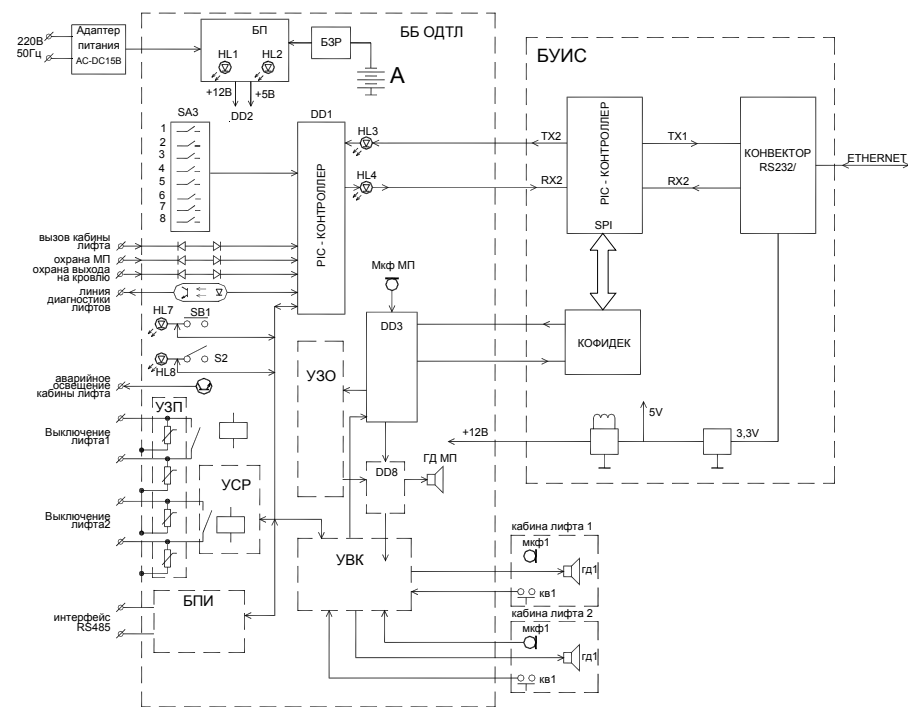 220В
50Гц
Адаптер
питания
AC-DC15В
БП
HL1
HL2
+12В
+5В
DD2
БЗР
А
ББ ОДТЛ
БУИС
SA3
1
2
3
4
5
6
7
8
DD1
PIC - КОНТРОЛЛЕР
HL3
HL4
TX2
RX2
PIC - КОНТРОЛЛЕР
SPI
TX1
RX2
КОНВЕКТОР
RS232/
ETHERNET
вызов кабины
лифта
охрана МП
охрана выхода
на кровлю
линия
диагностики
лифтов
HL7
SB1
HL8
S2
аварийное
освещение
кабины лифта
Мкф МП
DD3
КОФИДЕК
УЗО
УЗП
Выключение
лифта1
УСР
Выключение
лифта2
DD8
ГД МП
+12В
5V
3,3V
УВК
БПИ
интерфейс
RS485
кабина лифта 1
мкф1
гд1
кв1
кабина лифта 2
мкф1
гд1
кв1